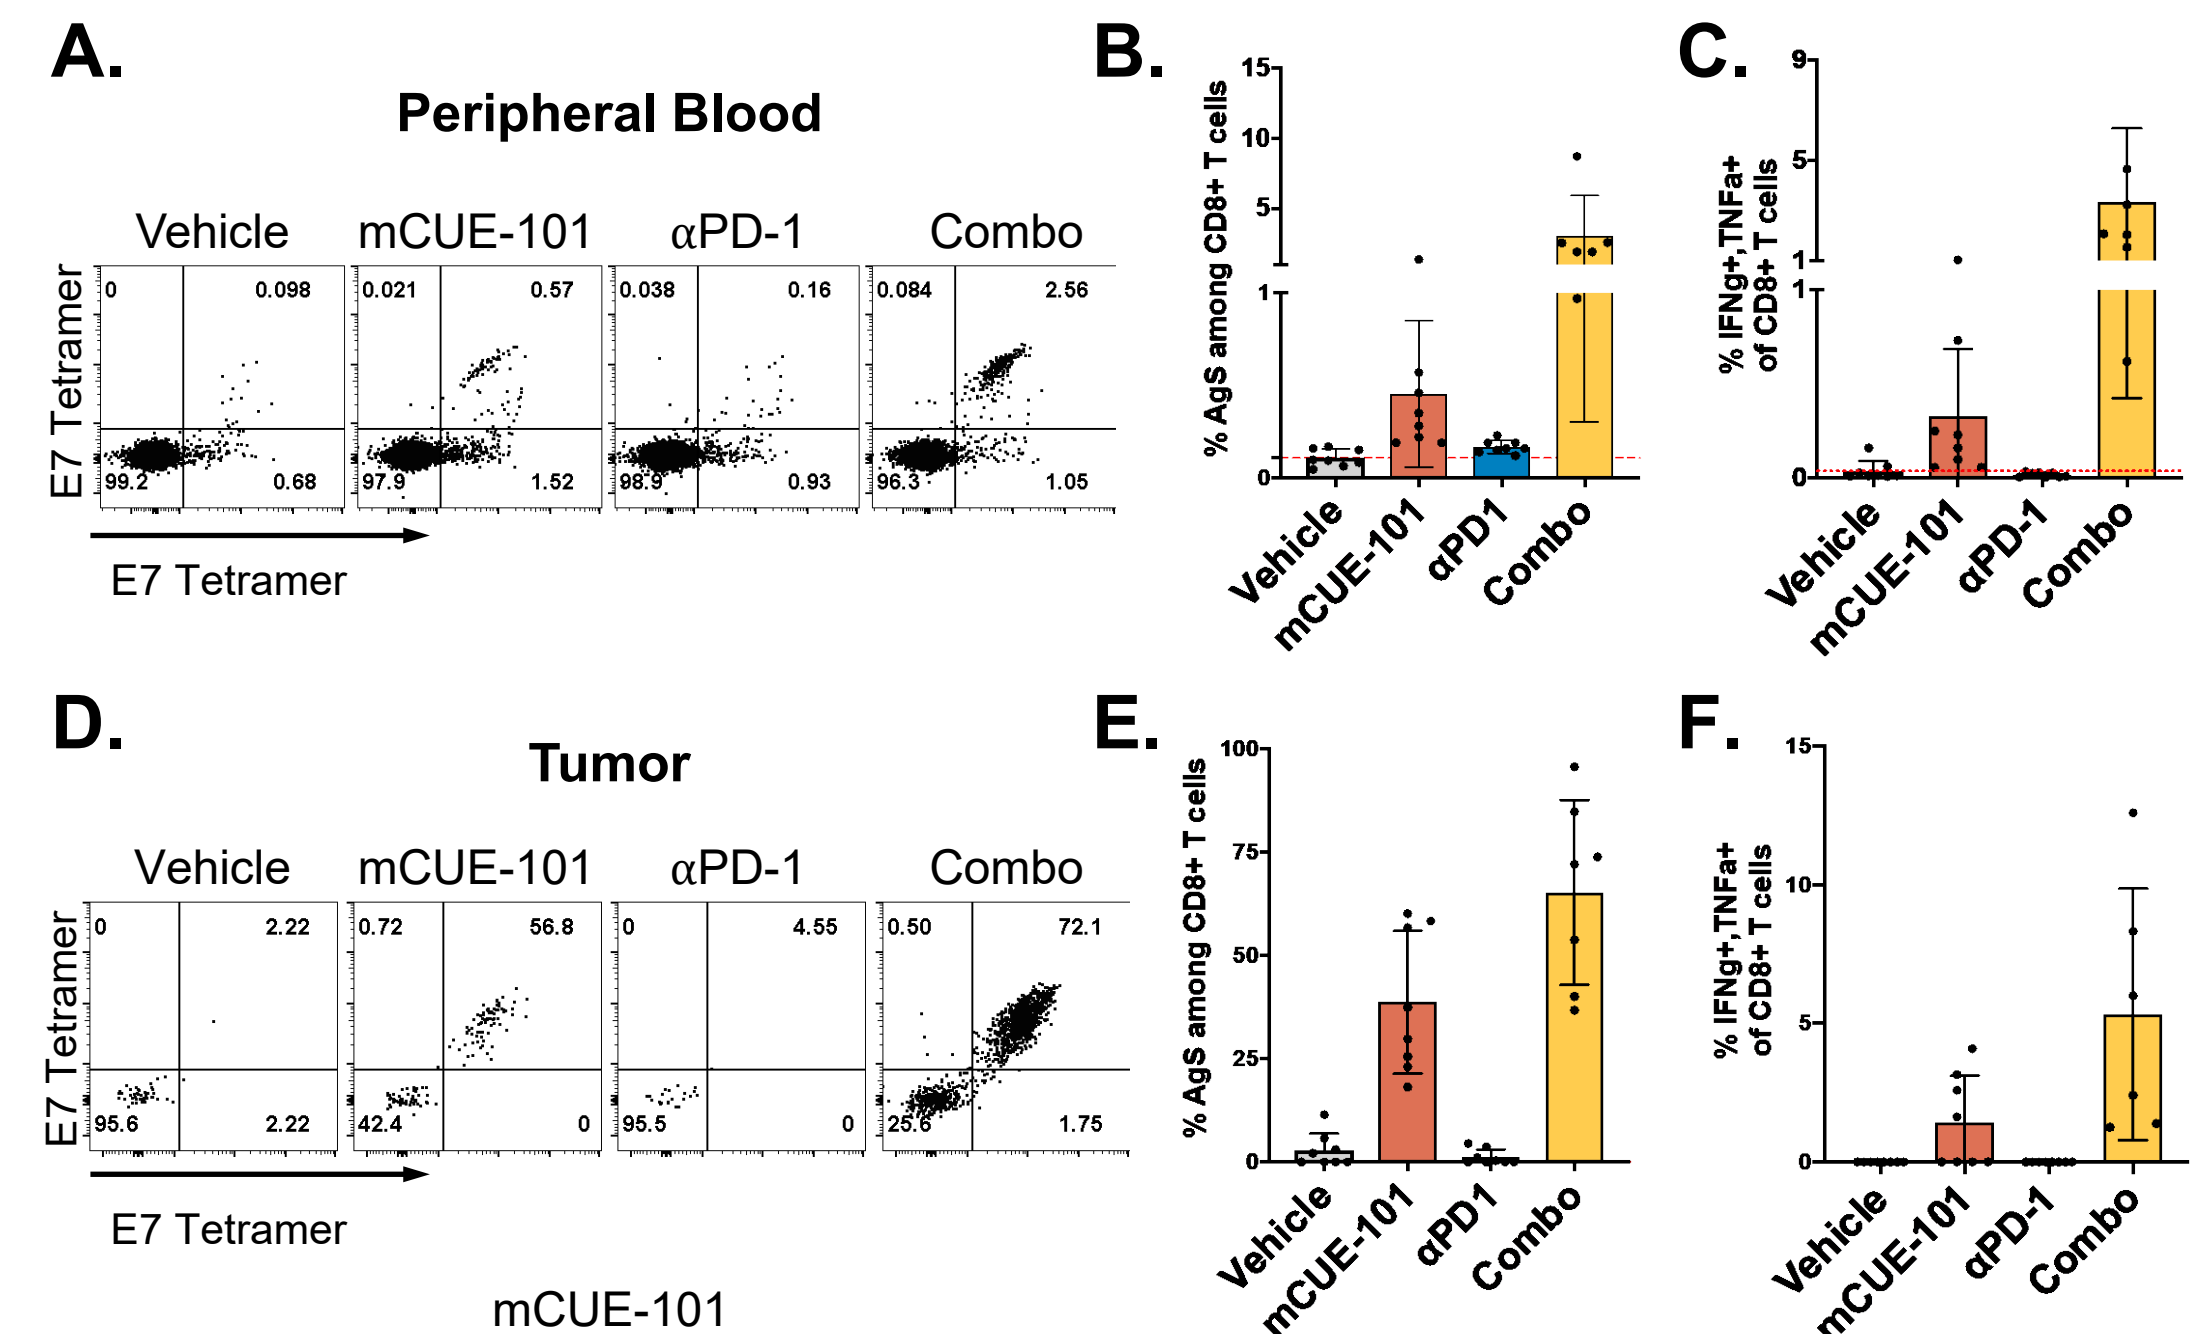 A.
Peripheral Blood
Vehicle mCUE-101 αPD-1 Combo
E7 Tetramer
0 0.098 99.2 0.68
0.021 0.57 97.9 1.52
0.038 0.16 98.9 0.93
0.084 2.56 96.3 1.05
E7 Tetramer
B.
% AgS among CD8+ T cells
15
10
5
1
0
Vehicle mCUE-101 αPD1 Combo
C.
% IFNg+,TNFa+
of CD8+ T cells
9
5
1
1
0
Vehicle mCUE-101 αPD-1 Combo
D.
Tumor
Vehicle mCUE-101 αPD-1 Combo
E7 Tetramer
0 2.22 95.6 2.22
0.72 56.8 42.4 0
0 4.55 95.5 0
0.50 72.1 25.6 1.75
E7 Tetramer
mCUE-101
E.
% AgS among CD8+ T cells
100
75
50
25
0
Vehicle mCUE-101 αPD1 Combo
F.
% IFNg+,TNFa+
of CD8+ T cells
15
10
5
0
Vehicle mCUE-101 αPD-1 Combo